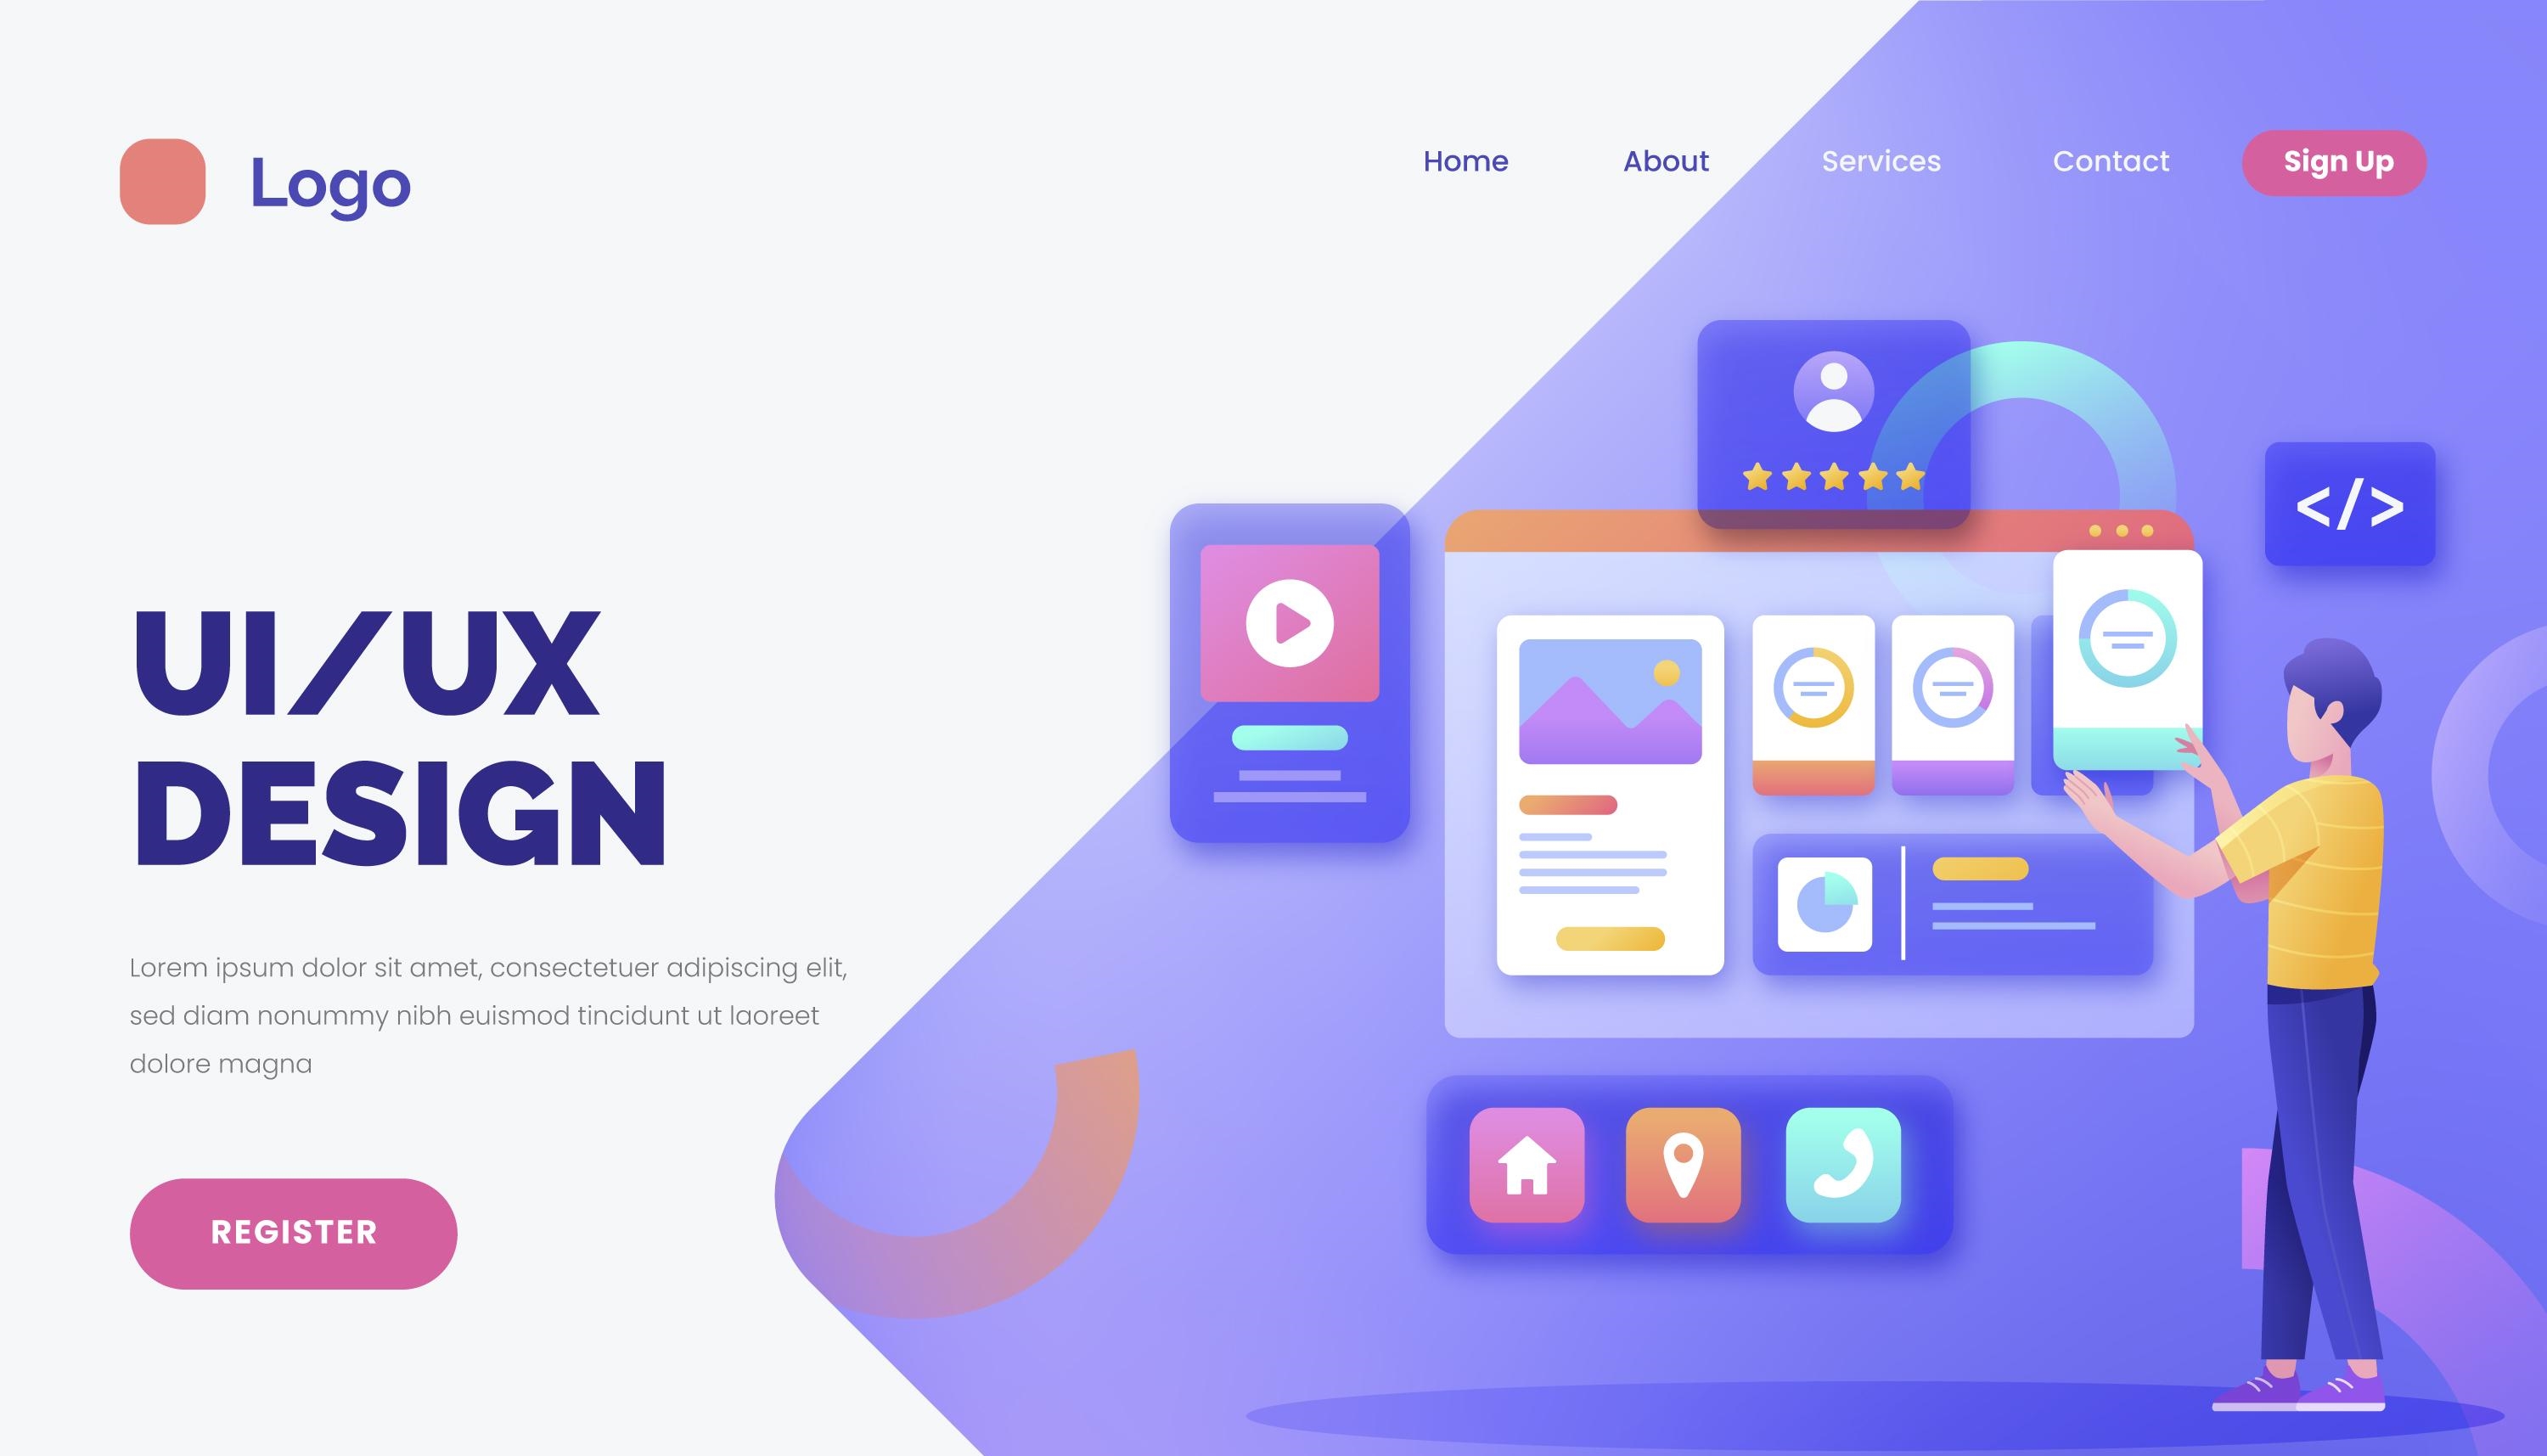 Logo
Home
About
Services
Contact
Sign Up
</>
UI/UX
DESIGN
Lorem ipsum dolor sit amet, consectetuer adipiscing elit,
sed diam nonummy nibh euismod tincidunt ut laoreet
dolore magna
REGISTER